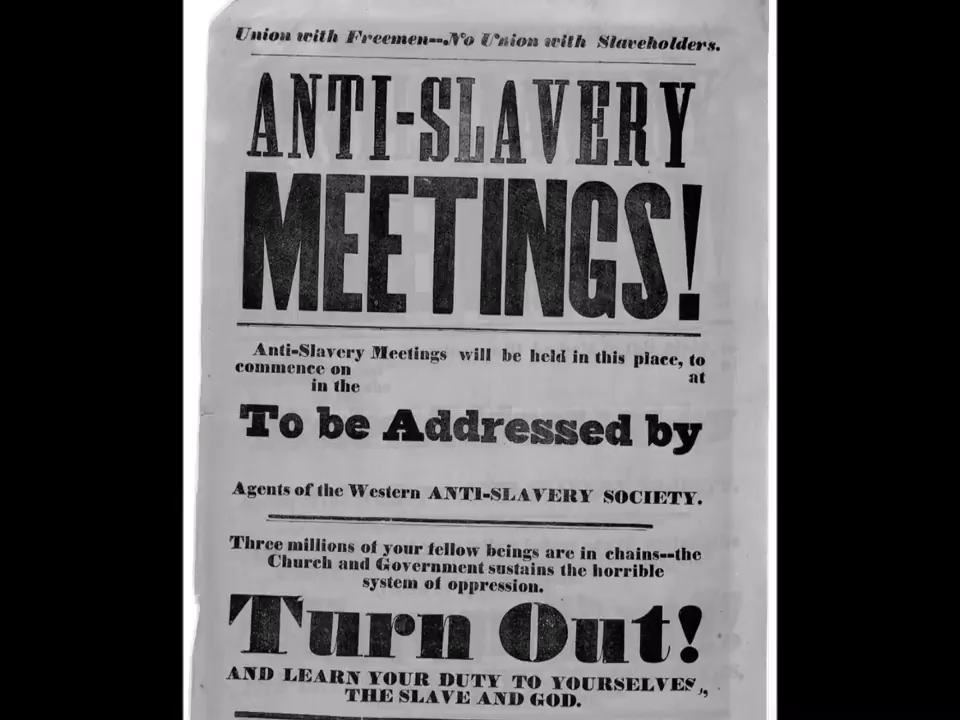 Union with Freemen--No Union with Slaveholders.
ANTI-SLAVERY
MEETINGS!
Anti-Slavery Meetings will be held in this place, to
commence on
at
in the
To be Addressed by
Agents of the Western ANTI-SLAVERY SOCIETY.
Three millions of your fellow beings are in chains--the
Church and Government sustains the horrible
system of oppression.
Turn Out!
AND LEARN YOUR DUTY TO YOURSELVES,
THE SLAVE AND GOD.